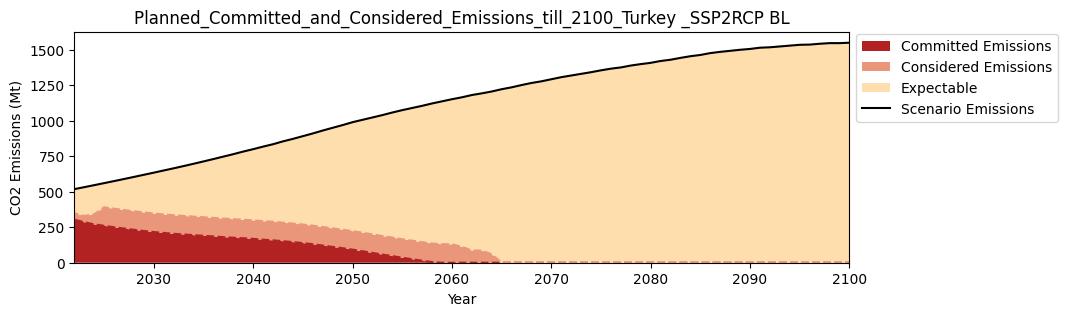 Planned_Committed_and_Considered_Emissions_till_2100_Turkey _SSP2RCP BL
Committed Emissions
Considered Emissions
Expectable
Scenario Emissions
CO2 Emissions (Mt)
1500
1250
1000
750
500
250
0
2030
2040
2050
2060
2070
2080
2090
2100
Year